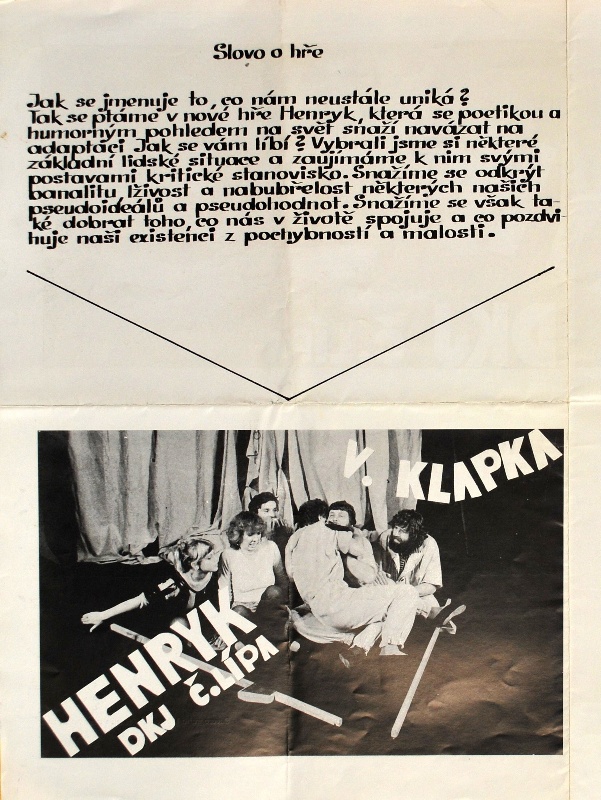 Slovo o hře
Jak se jmenuje to, co nám neustále uniká?
Tak se ptáme v nové hře Henryk, která se poetikou a
humorným pohledem na svět snaží navázat na
adaptaci Jak se vám líbí? Vybrali jsme si některé
základní lidské situace a zaujímáme k nim svými
postavami kritické stanovisko. Snažíme se odkrýt
banalitu, lživost a nabubřelost některých našich
pseudoideálů a pseudohodnot. Snažíme se však ta-
ké dobrat toho, co nás v životě spojuje a co pozdvi-
huje naši existenci z pochybností a malosti.
V. KLAPKA
HENRYK
DKJ Č. LÍPA